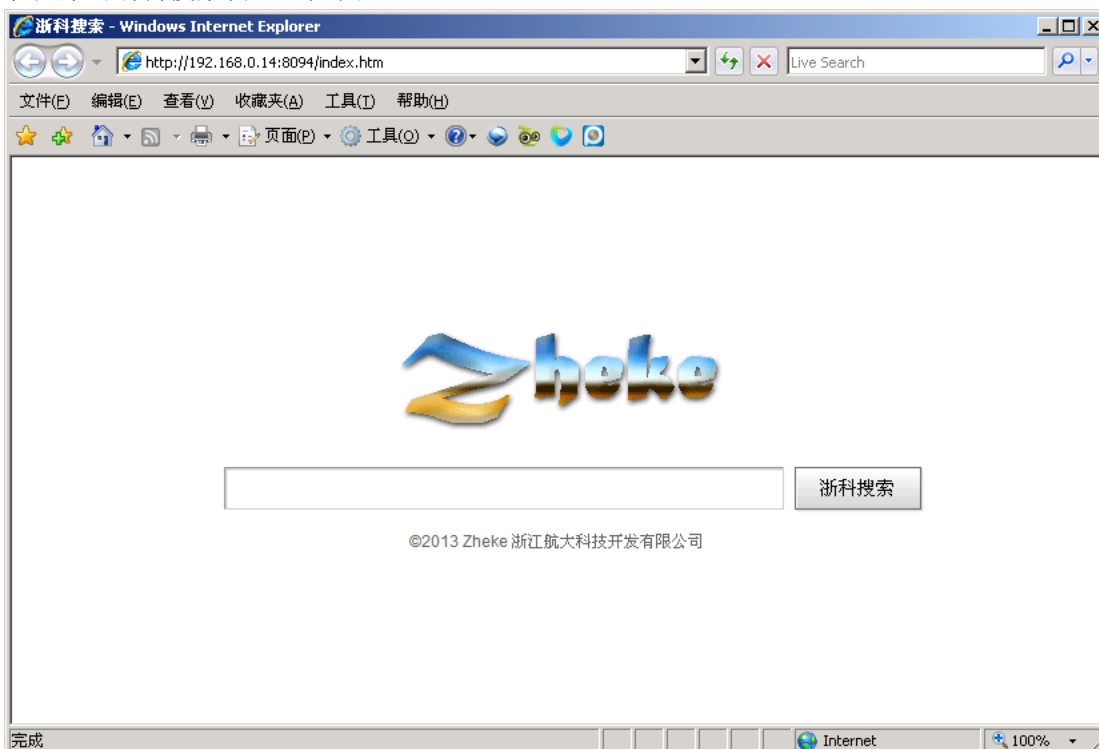 浙科搜索 - Windows Internet Explorer
http://192.168.0.14:8094/index.htm
Live Search
文件(F) 编辑(E) 查看(V) 收藏夹(A) 工具(T) 帮助(H)
页面(P) 工具(O)
Zheke
浙科搜索
©2013 Zheke 浙江航大科技开发有限公司
完成
Internet
100%